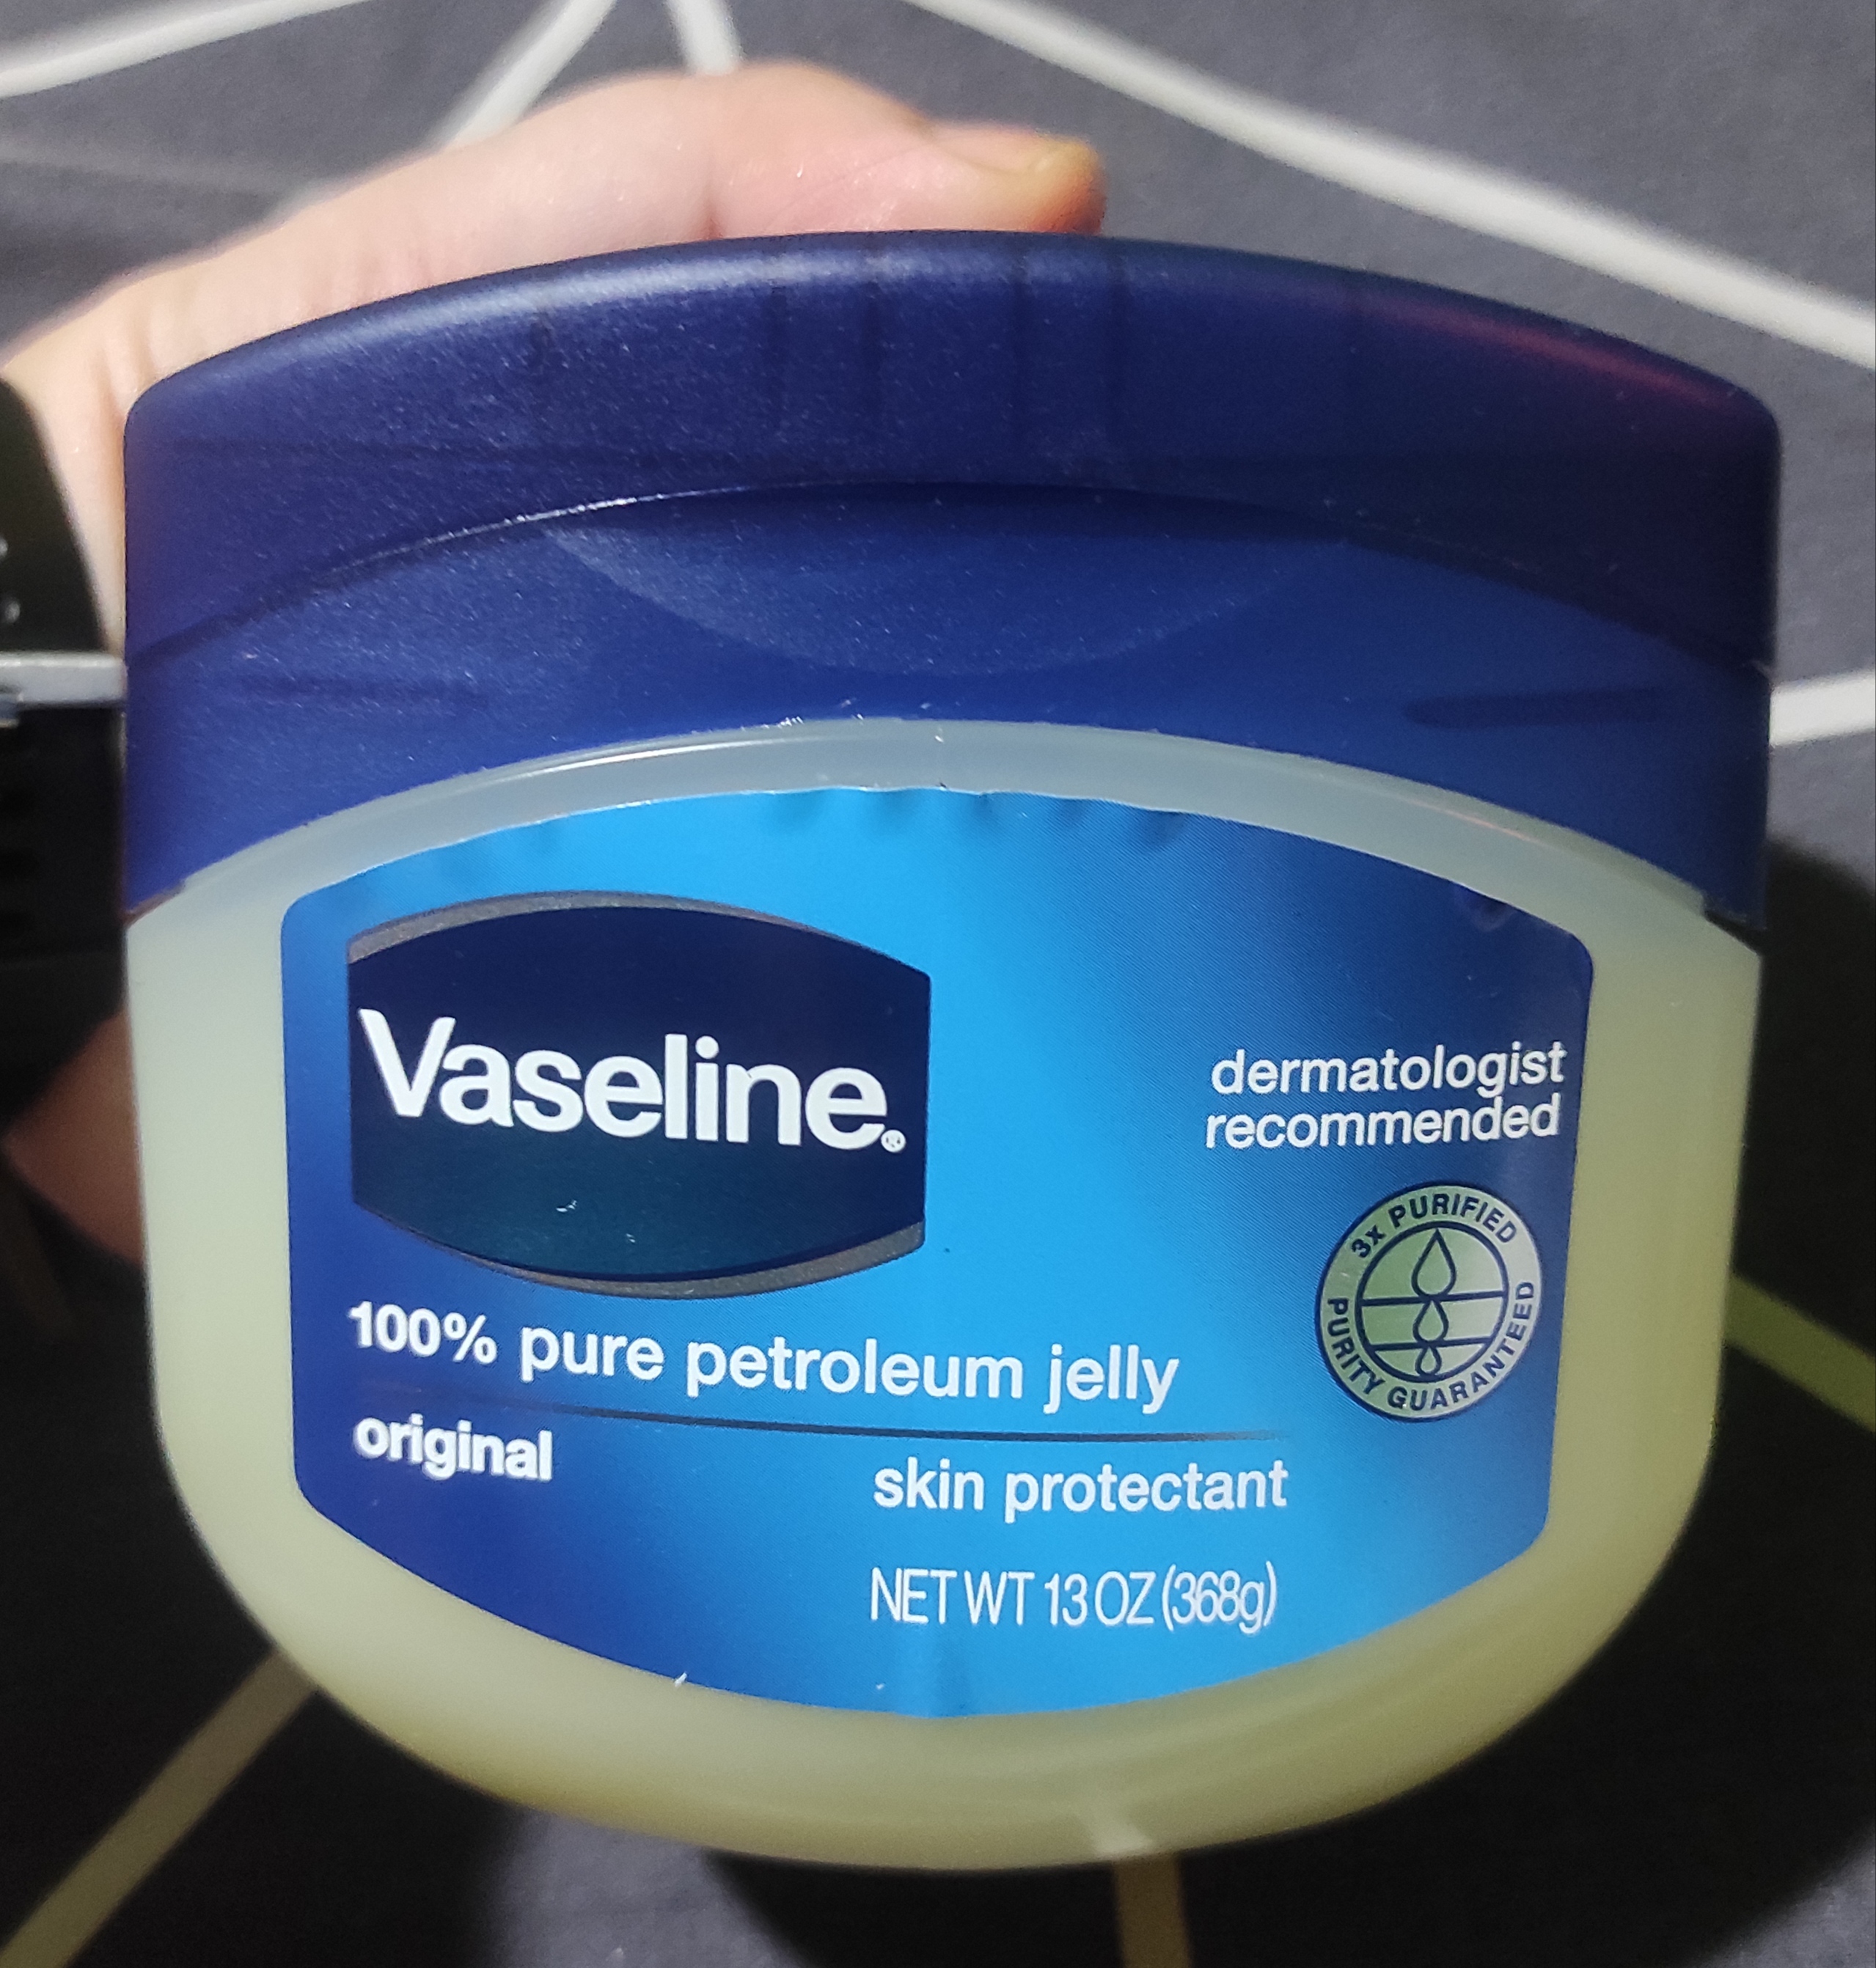 Vaseline®
dermatologist
recommended
3x PURIFIED
PURITY GUARANTEED
100% pure petroleum jelly
original
skin protectant
NET WT 13 OZ (368g)